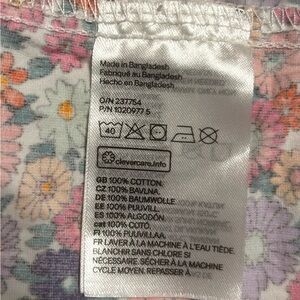 Made in Bangladesh
Fabriqué au Bangladesh
Hecho en Bangladesh
O/N 237754
P/N 1020977 5
40
clevercare.info
GB 100% COTTON.
CZ 100% BAVLNA.
DE 100% BAUMWOLLE
EE 100% PUUVILL.
ES 100% ALGODÓN.
cat 100% COTÓ.
FI 100% PUUVILLAA.
FR LAVER À LA MACHINE À L'EAU TIÈDE.
BLANCHIR SANS CHLORE SI
NÉCESSAIRE. SÉCHER À LA MACHINE
CYCLE MOYEN. REPASSER À